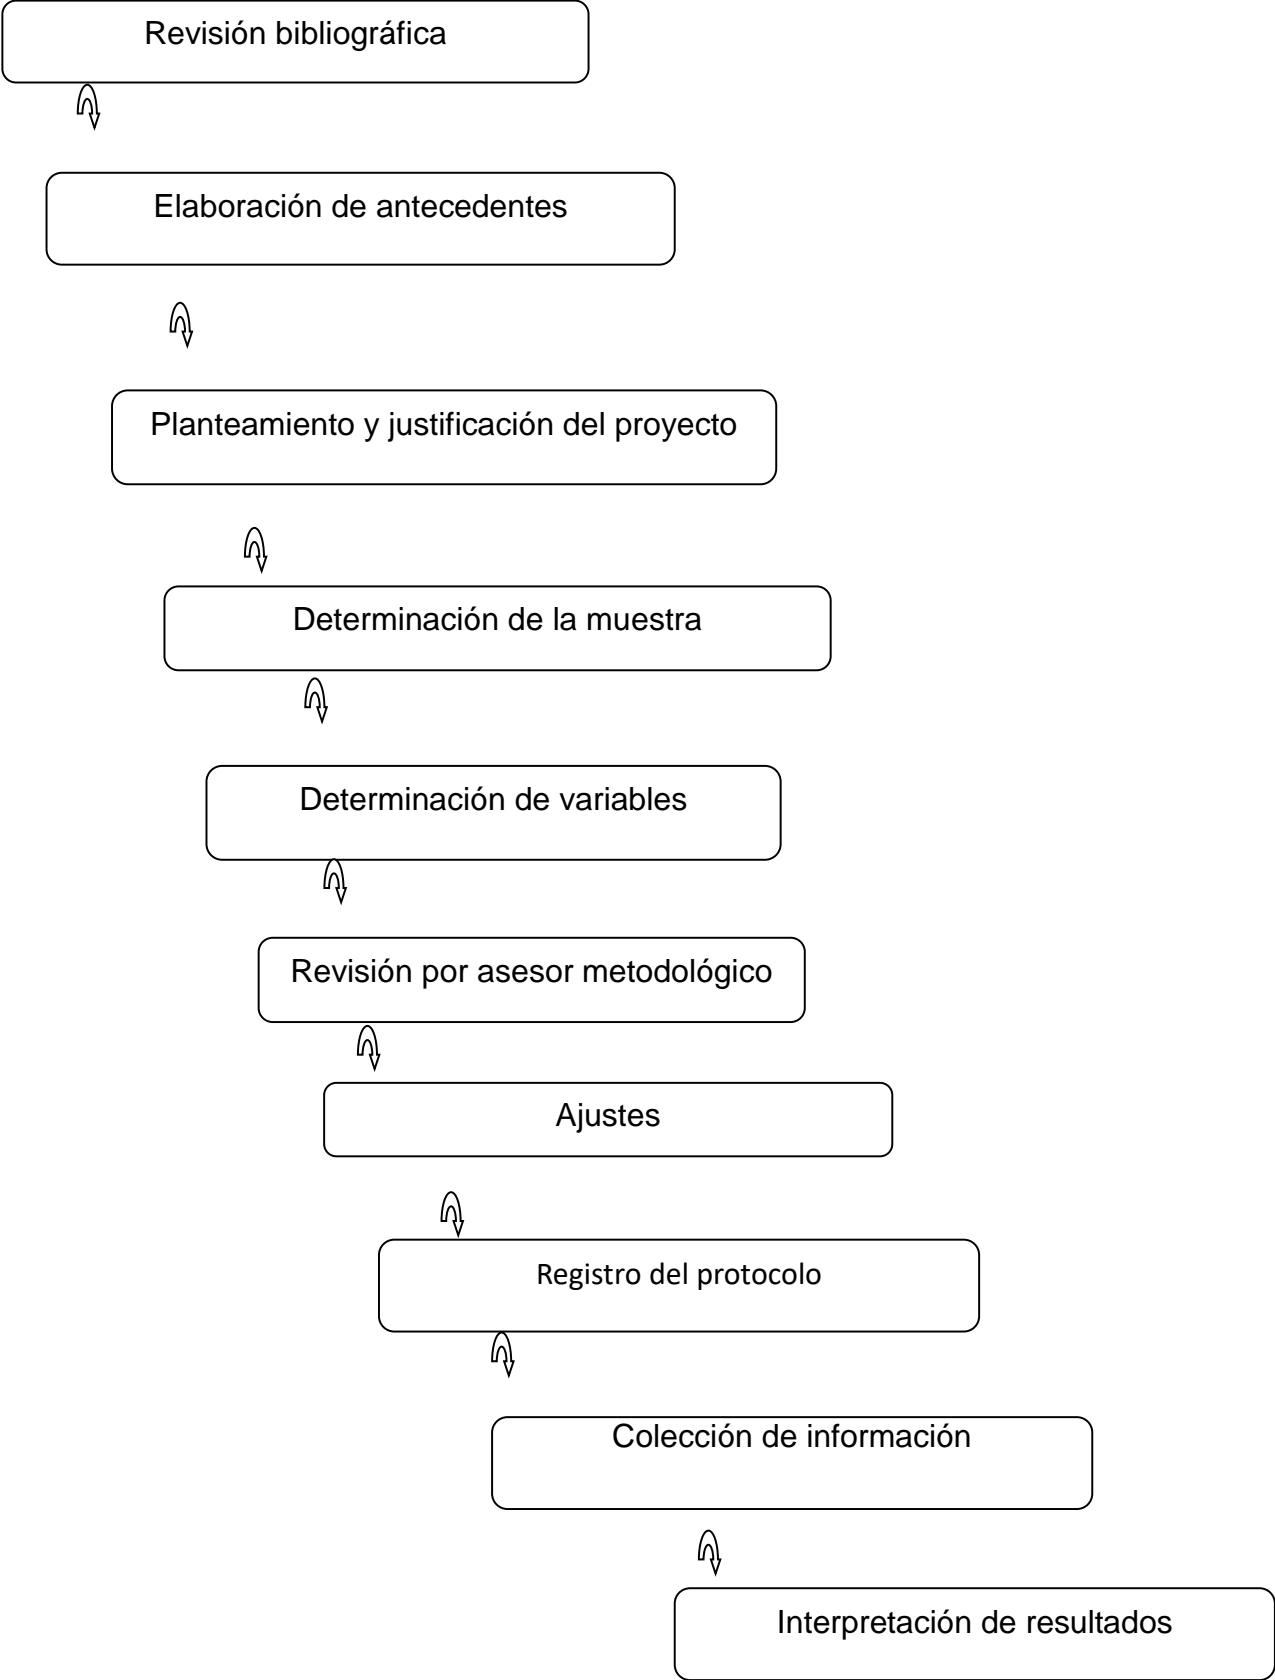 Revisión bibliográfica
Elaboración de antecedentes
Planteamiento y justificación del proyecto
Determinación de la muestra
Determinación de variables
Revisión por asesor metodológico
Ajustes
Registro del protocolo
Colección de información
Interpretación de resultados